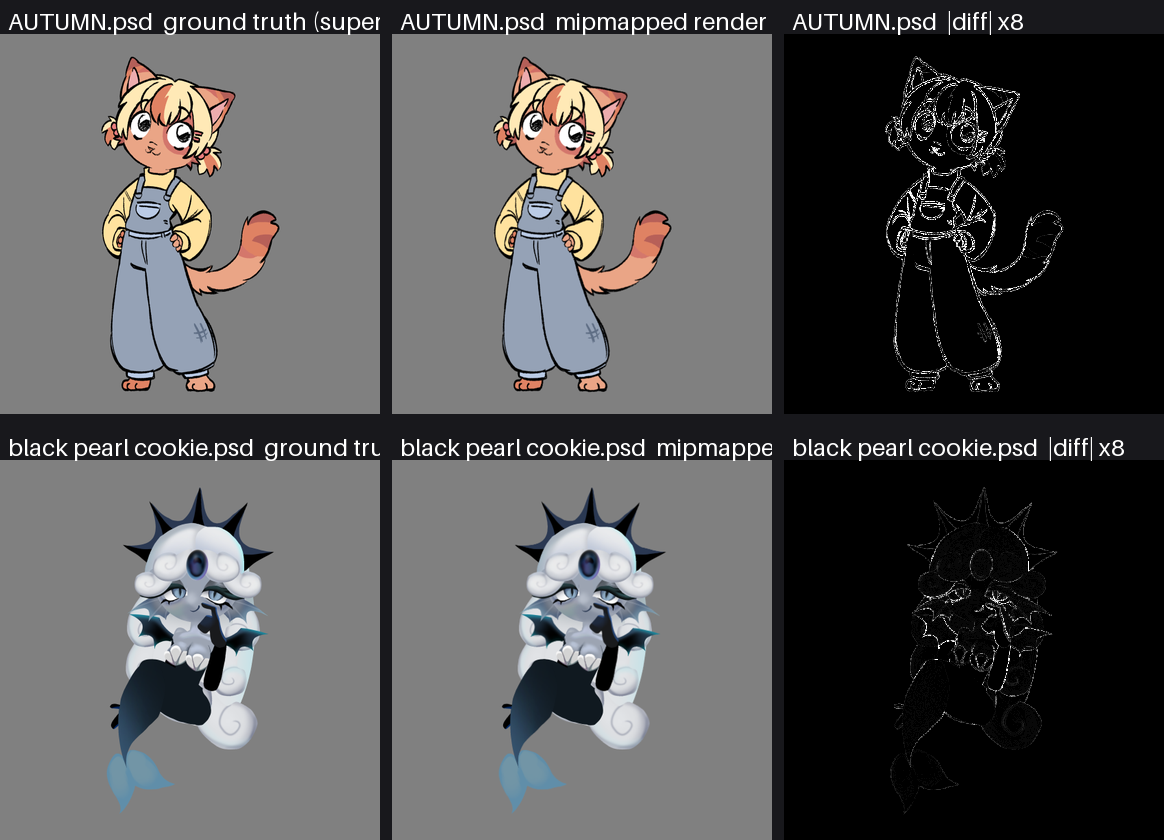 AUTUMN.psd  ground truth (super
AUTUMN.psd  mipmapped render
AUTUMN.psd  |diff| x8
black pearl cookie.psd  ground tru
black pearl cookie.psd  mipmappe
black pearl cookie.psd  |diff| x8